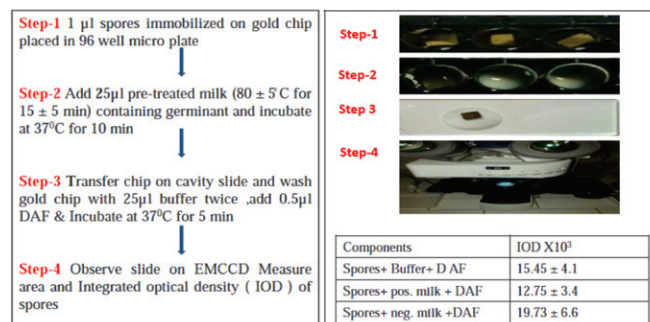 Step-1 1 µl spores immobilized on gold chip
placed in 96 well micro plate
Step-2 Add 25µl pre-treated milk (80 ± 5°C for
15 ± 5 min) containing germinant and incubate
at 37⁰C for 10 min
Step-3 Transfer chip on cavity slide and wash
gold chip with 25µl buffer twice ,add 0.5µl
DAF & Incubate at 37⁰C for 5 min
Step-4 Observe slide on EMCCD Measure
area and Integrated optical density ( IOD ) of
spores
Step-1
Step-2
Step 3
Step-4
Components IOD X10³
Spores+ Buffer+ D AF 15.45 ± 4.1
Spores+ pos. milk + DAF 12.75 ± 3.4
Spores+ neg. milk +DAF 19.73 ± 6.6